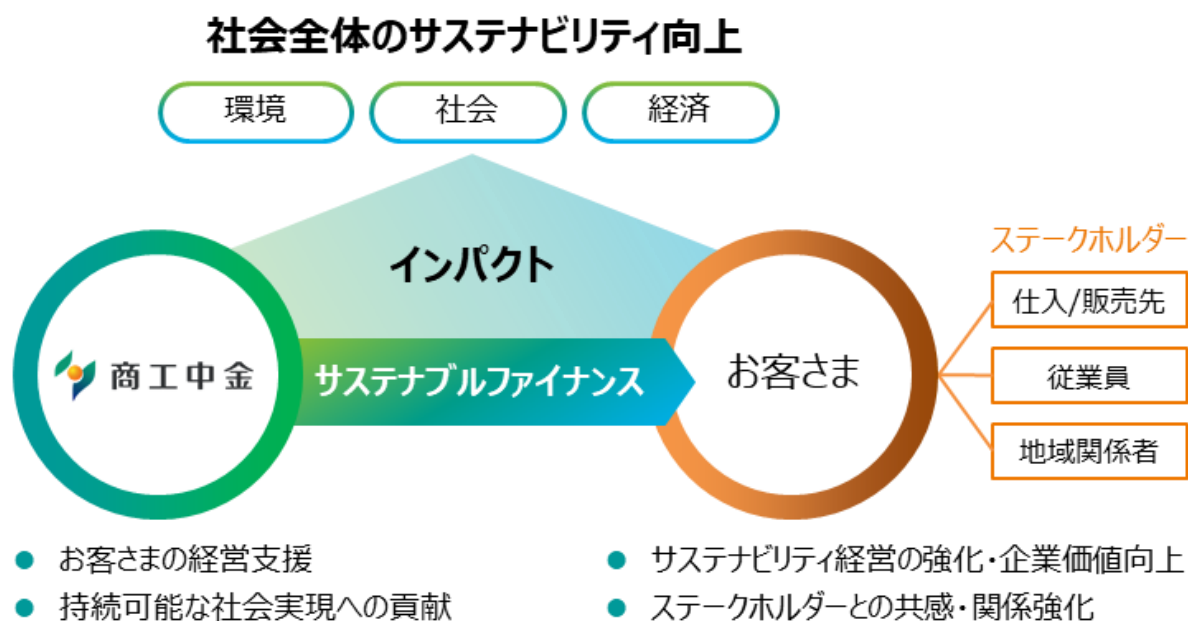 社会全体のサステナビリティ向上
環境
社会
経済
インパクト
商工中金
サステナブルファイナンス
お客さま
ステークホルダー
仕入/販売先
従業員
地域関係者
お客さまの経営支援
持続可能な社会実現への貢献
サステナビリティ経営の強化・企業価値向上
ステークホルダーとの共感・関係強化